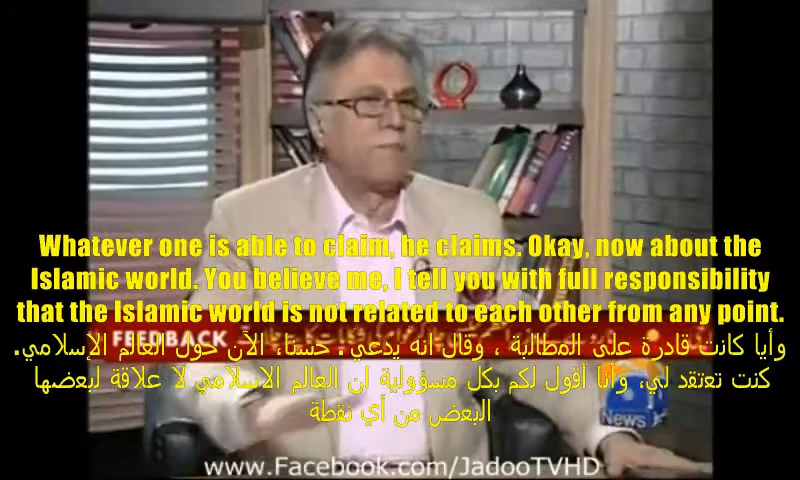 Whatever one is able to claim, he claims. Okay, now about the
Islamic world. You believe me, I tell you with full responsibility
that the Islamic world is not related to each other from any point.
وأيا كانت قادرة على المطالبة ، وقال انه يدعي. حسنا، الآن حول العالم الإسلامي.
كنت تعتقد لي، وأنا أقول لكم بكل مسؤولية ان العالم الاسلامي لا علاقة لبعضها
البعض من أي نقطة
FEEDBACK
News
www.Facebook.com/JadooTVHD